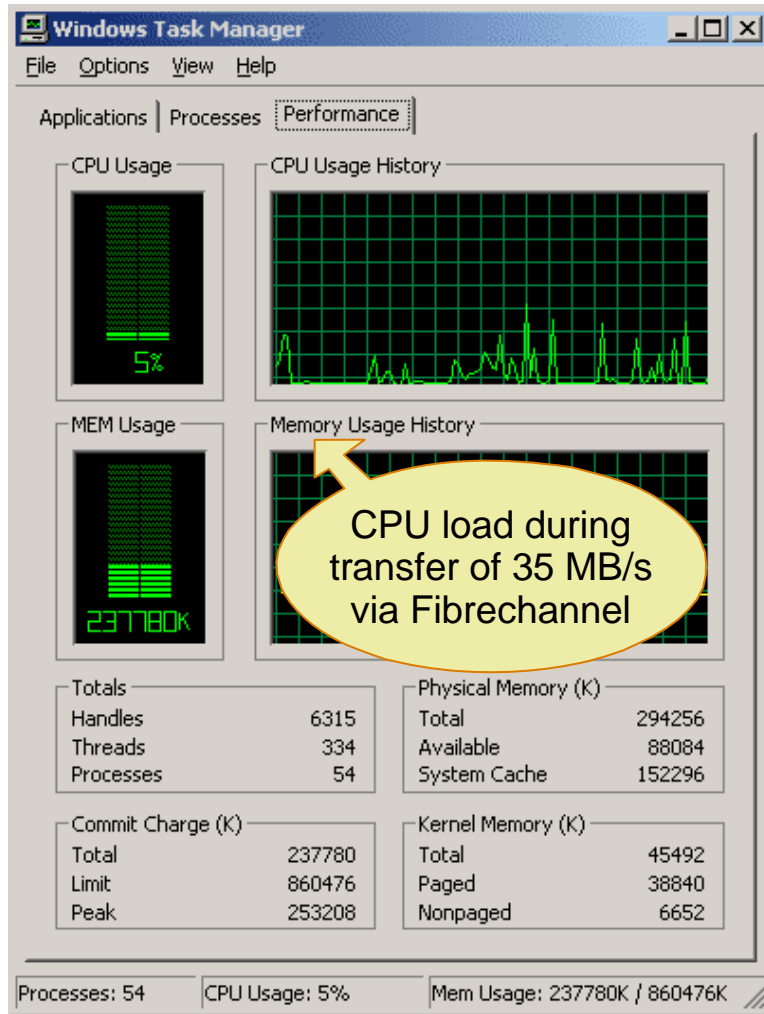 Windows Task Manager
File Options View Help
Applications Processes Performance
CPU Usage CPU Usage History
5%
MEM Usage Memory Usage History
237780K
CPU load during
transfer of 35 MB/s
via Fibrechannel
Totals
Handles 6315
Threads 334
Processes 54
Physical Memory (K)
Total 294256
Available 88084
System Cache 152296
Commit Charge (K)
Total 237780
Limit 860476
Peak 253208
Kernel Memory (K)
Total 45492
Paged 38840
Nonpaged 6652
Processes: 54 CPU Usage: 5% Mem Usage: 237780K / 860476K